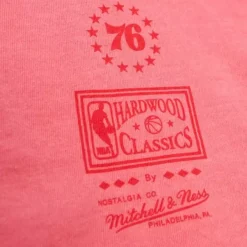 76
HARDWOOD
NBA
CLASSICS
By
NOSTALGIA CO.
Mitchell & Ness
PHILADELPHIA, PA.